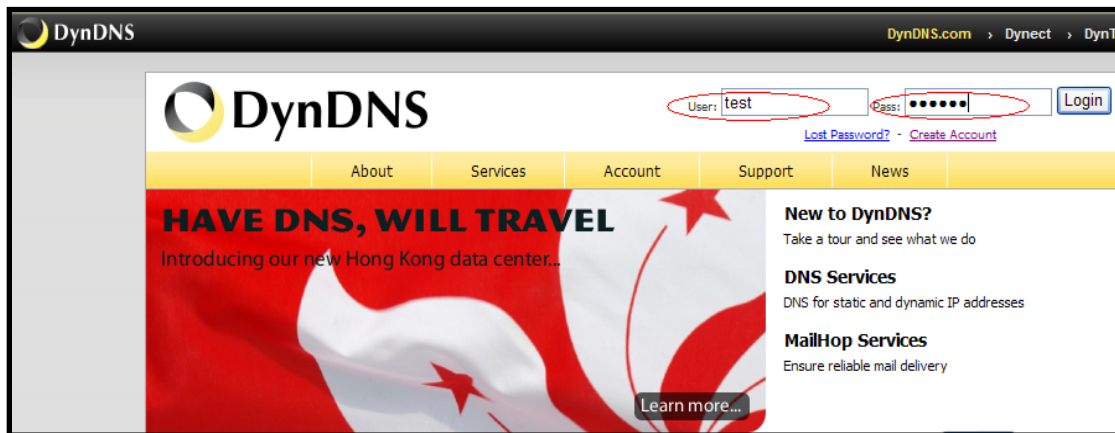 DynDNS
DynDNS.com › Dynect ›
DynDNS
User: test Pass: ●●●●●● Login
Lost Password? - Create Account
About Services Account Support News
HAVE DNS, WILL TRAVEL
Introducing our new Hong Kong data center...
Learn more...
New to DynDNS?
Take a tour and see what we do
DNS Services
DNS for static and dynamic IP addresses
MailHop Services
Ensure reliable mail delivery